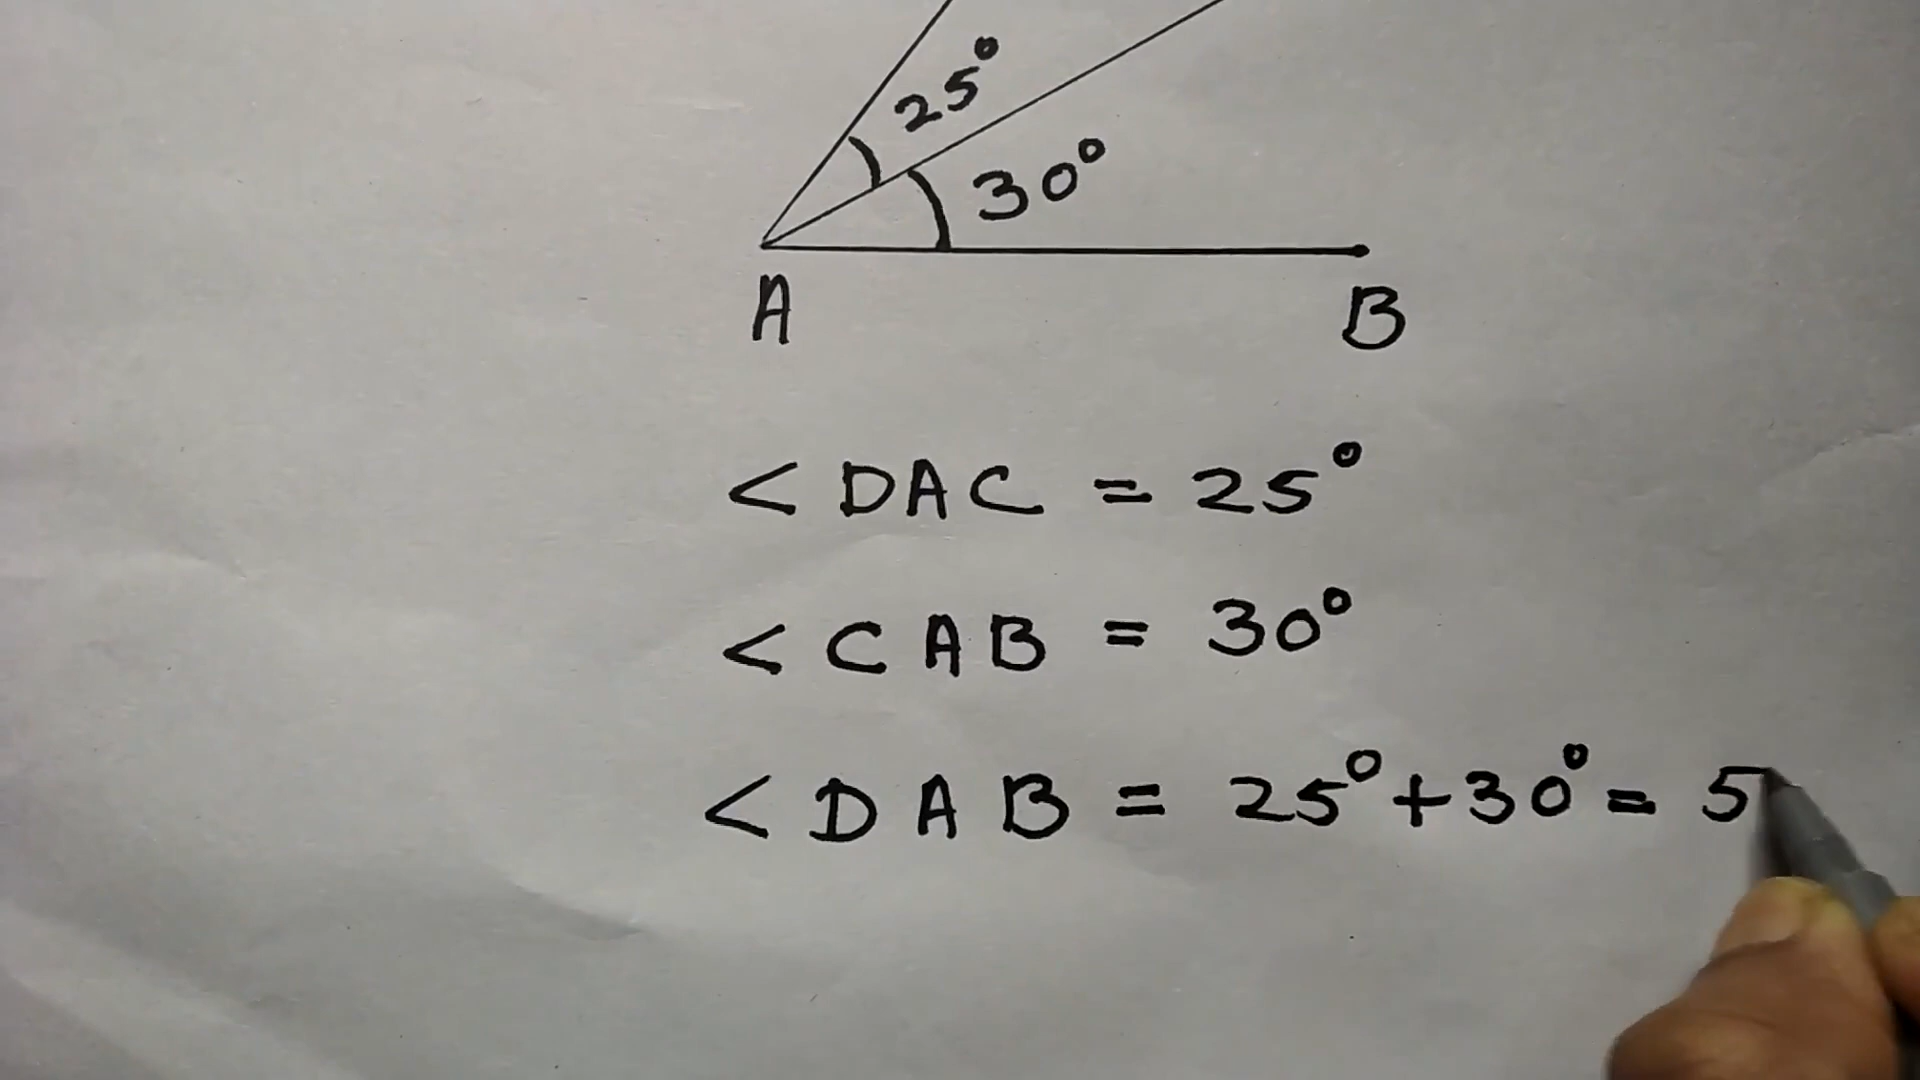 25°
30°
A B
< DAC = 25°
< CAB = 30°
< DAB = 25° + 30° = 5